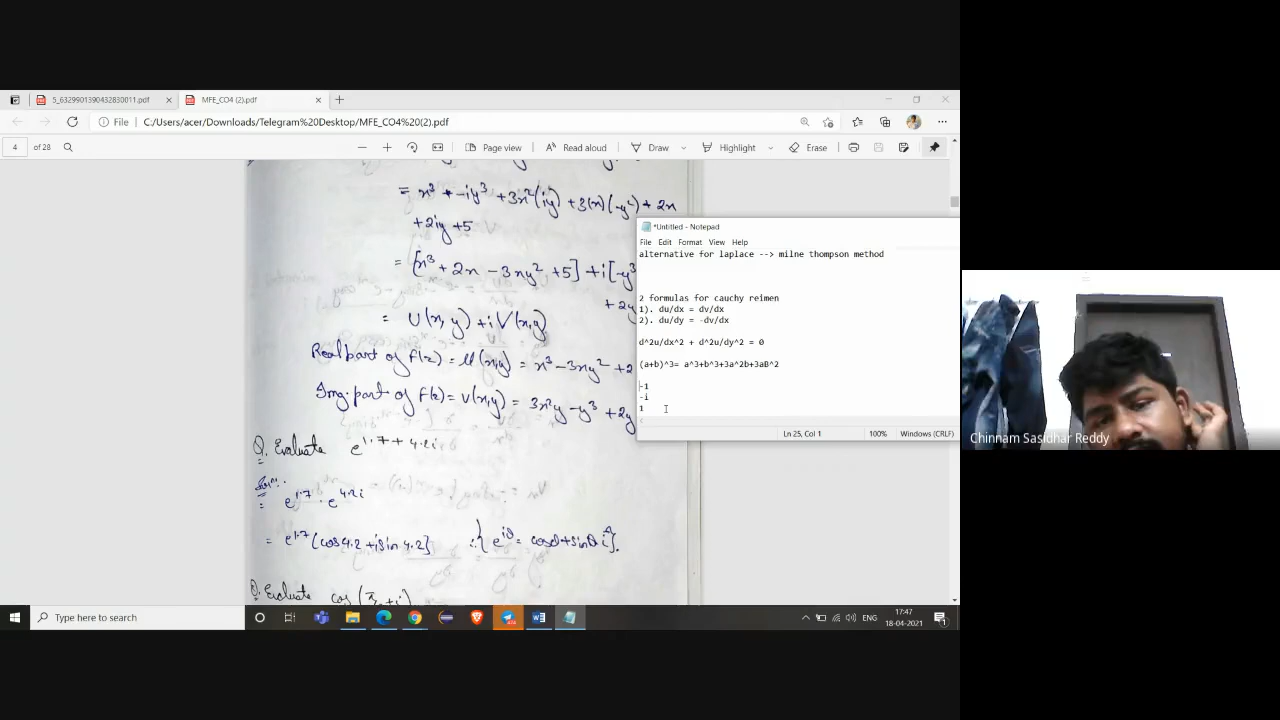 5_6329901390432830011.pdf
MFE_CO4 (2).pdf
File
C:/Users/acer/Downloads/Telegram%20Desktop/MFE_CO4%20(2).pdf
4 of 28
Page view
Read aloud
Draw
Highlight
Erase
= x³ + -iy³ + 3x²(iy) + 3(x)(-y²) + 2x
+2iy+5
= [x³ + 2x - 3xy² + 5] + i[-y³
+ 2y
= U(x,y) + i V(x,y)
Real part of f(z) = u(x,y) = x³ - 3xy² + 2
Img. part of f(z) = v(x,y) = 3x²y - y³ + 2y
Q. Evaluate e^1.7+4.2i
= e^1.7 . e^4.2i
= e^1.7 (cos4.2 + isin4.2] ∴{e^iθ = cosθ+sinθ i}.
Q. Evaluate cos(
+i)
*Untitled - Notepad
File Edit Format View Help
alternative for laplace --> milne thompson method
2 formulas for cauchy reimen
1). du/dx = dv/dx
2). du/dy = -dv/dx
d^2u/dx^2 + d^2u/dy^2 = 0
(a+b)^3= a^3+b^3+3a^2b+3aB^2
-1
-i
1
Ln 25, Col 1
100%
Windows (CRLF)
Chinnam Sasidhar Reddy
Type here to search
ENG
17:47
18-04-2021